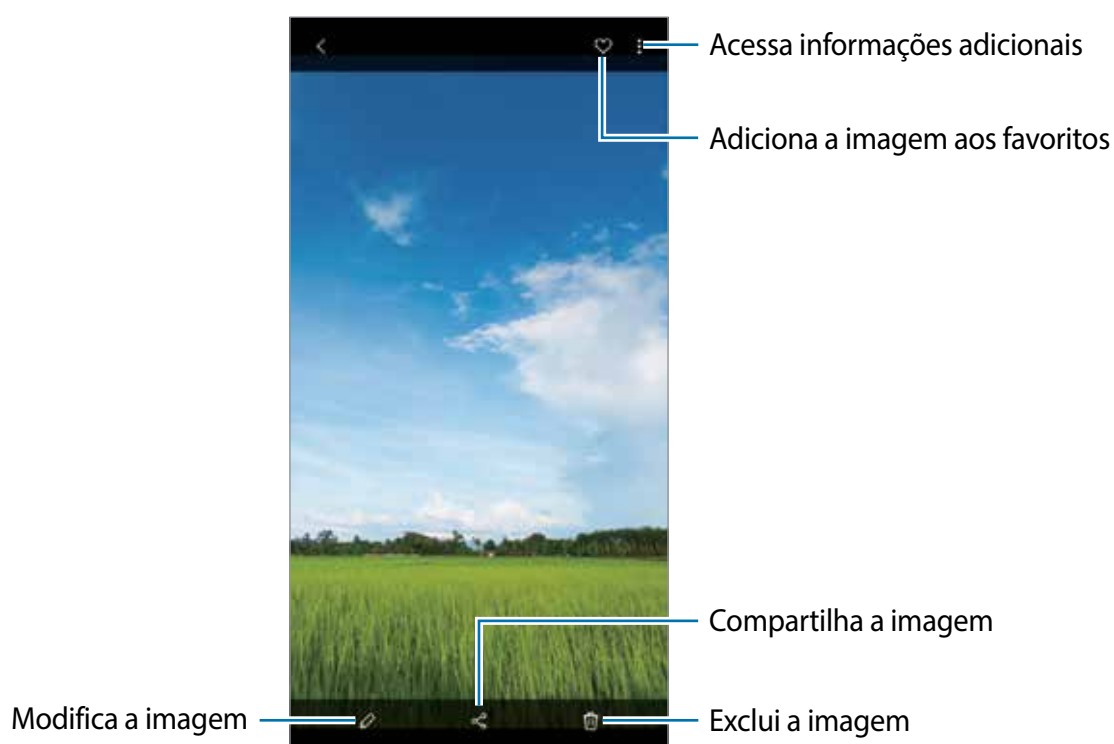 Acessa informações adicionais
Adiciona a imagem aos favoritos
Compartilha a imagem
Modifica a imagem
Exclui a imagem